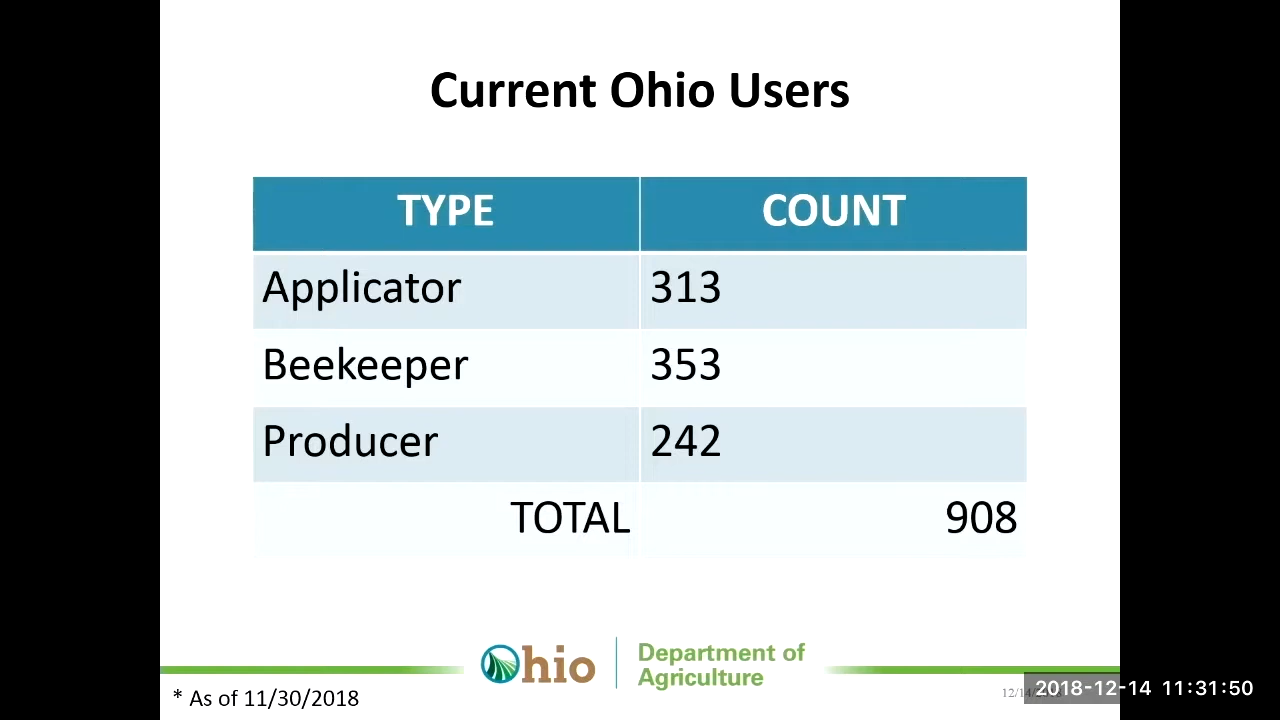 Current Ohio Users
TYPE COUNT
Applicator 313
Beekeeper 353
Producer 242
TOTAL 908
Ohio
Department of
Agriculture
* As of 11/30/2018
2018-12-14 11:31:50